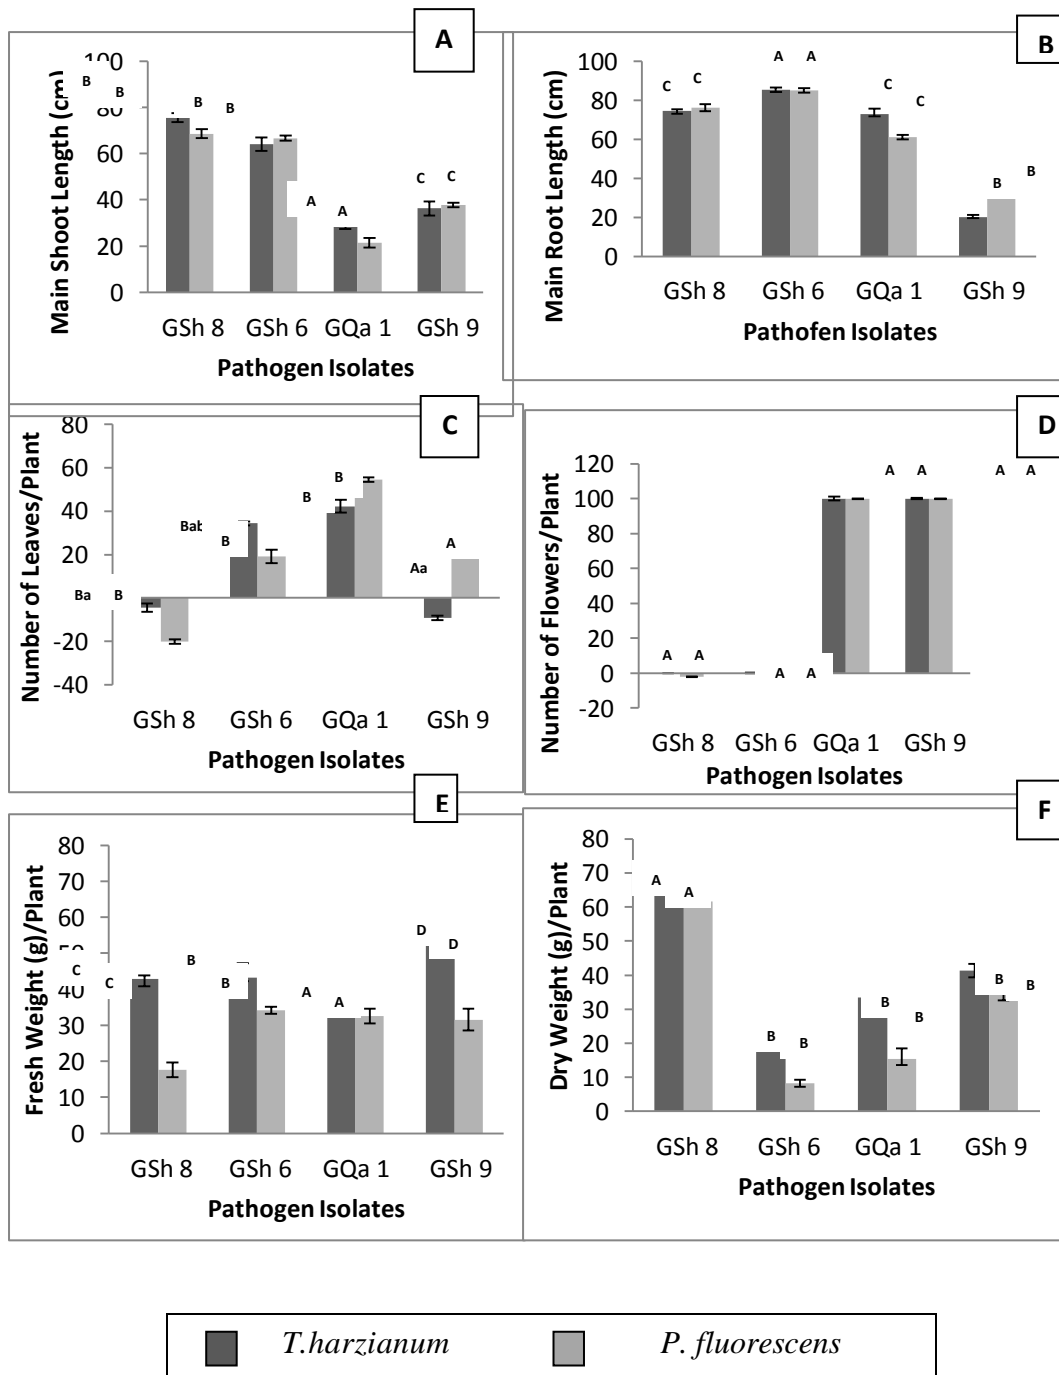 A
Main Shoot Length (cm)
100
80
60
40
20
0
B
B
B
B
A
A
C
C
GSh 8 GSh 6 GQa 1 GSh 9
Pathogen Isolates
B
Main Root Length (cm)
100
80
60
40
20
0
C C
A A
C
C
B
B
GSh 8 GSh 6 GQa 1 GSh 9
Pathofen Isolates
C
Number of Leaves/Plant
80
60
40
20
-20
-40
Ba B
Bab
B
B
B
Aa
A
GSh 8 GSh 6 GQa 1 GSh 9
Pathogen Isolates
D
Number of Flowers/Plant
120
100
80
60
40
20
0
-20
A A
A A
A A
A A
GSh 8 GSh 6 GQa 1 GSh 9
Pathogen Isolates
E
Fresh Weight (g)/Plant
80
70
60
40
30
20
10
0
C
C
B
B
A
A
D D
GSh 8 GSh 6 GQa 1 GSh 9
Pathogen Isolates
F
Dry Weight (g)/Plant
80
70
60
50
40
30
20
10
0
A
A
B B
B
B
B
B
GSh 8 GSh 6 GQa 1 GSh 9
Pathogen Isolates
T.harzianum P. fluorescens